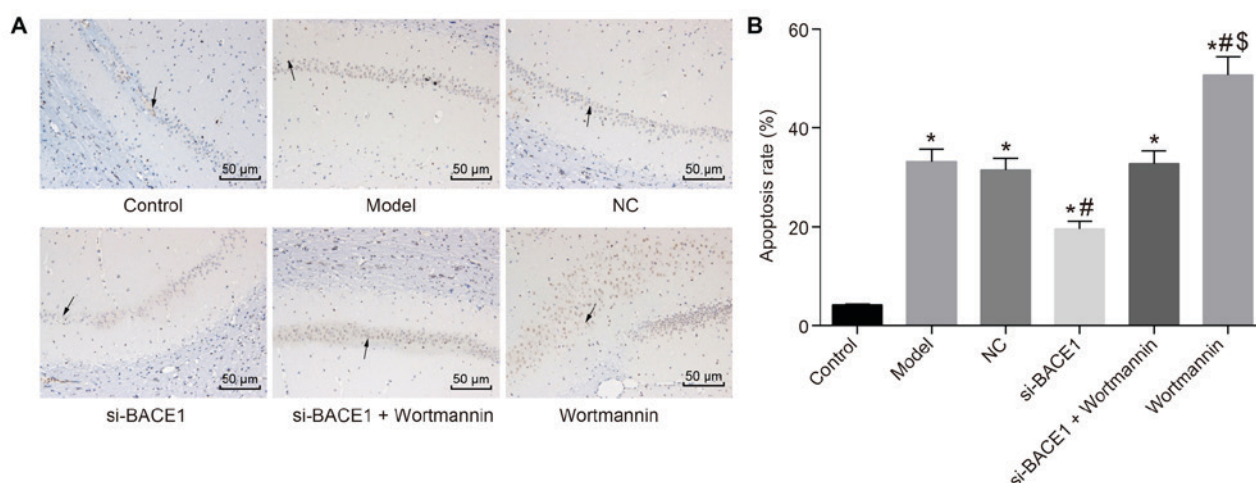 A
50 µm
50 µm
50 µm
Control
Model
NC
50 µm
50 µm
50 µm
si-BACE1
si-BACE1 + Wortmannin
Wortmannin
B
Apoptosis rate (%)
60
40
20
0
*
*
*#
*
*#$
Control
Model
NC
si-BACE1
si-BACE1 + Wortmannin
Wortmannin